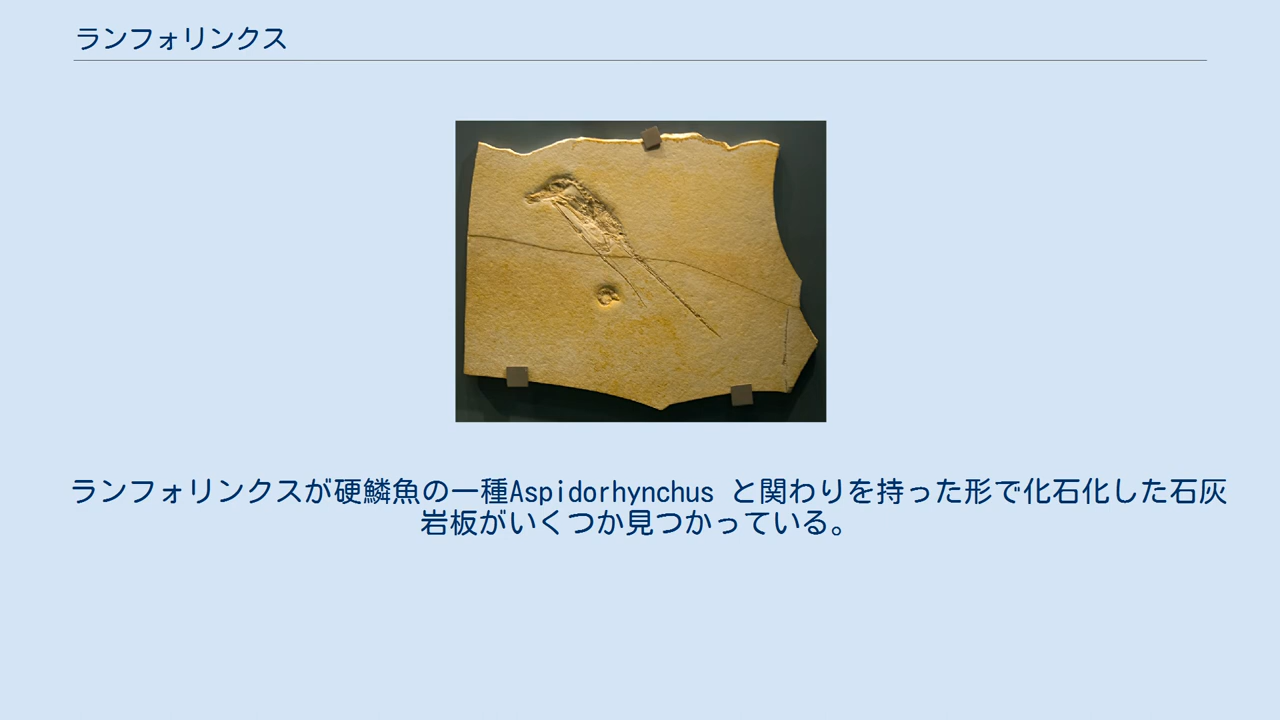 ランフォリンクス
ランフォリンクスが硬鱗魚の一種Aspidorhynchus と関わりを持った形で化石化した石灰
岩板がいくつか見つかっている。